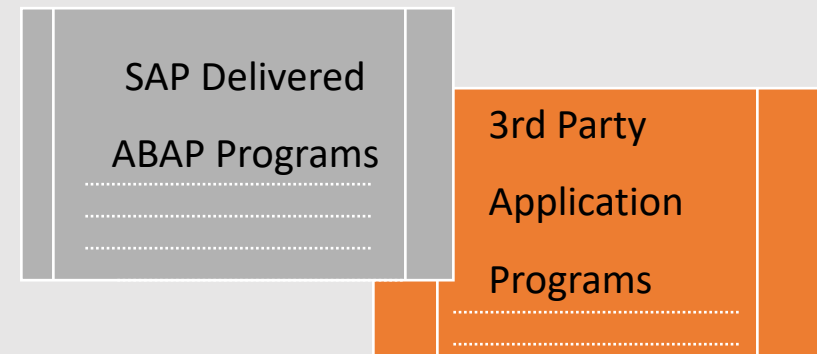 SAP Delivered
ABAP Programs
3rd Party
Application
Programs